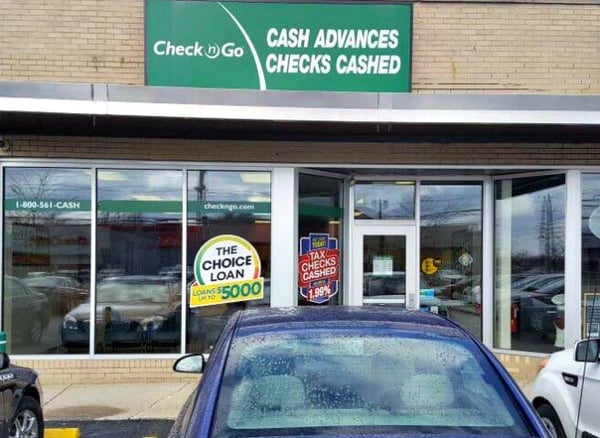 Check n Go
CASH ADVANCES
CHECKS CASHED
1-800-561-CASH
checkngo.com
THE
CHOICE
LOAN
LOANS UP TO $5000
TODAY!
TAX
CHECKS
CASHED
1.99%